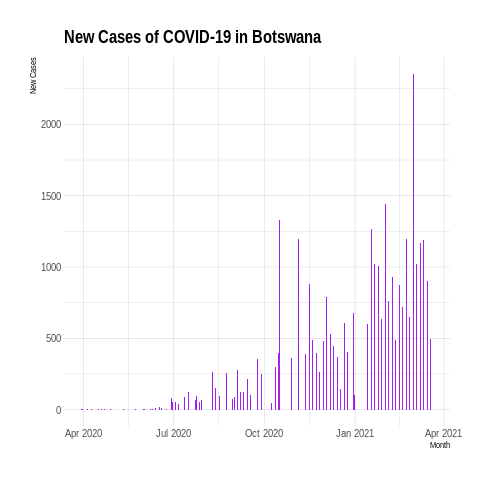 New Cases of COVID-19 in Botswana
New Cases
2000
1500
1000
500
0
Apr 2020 Jul 2020 Oct 2020 Jan 2021 Apr 2021
Month